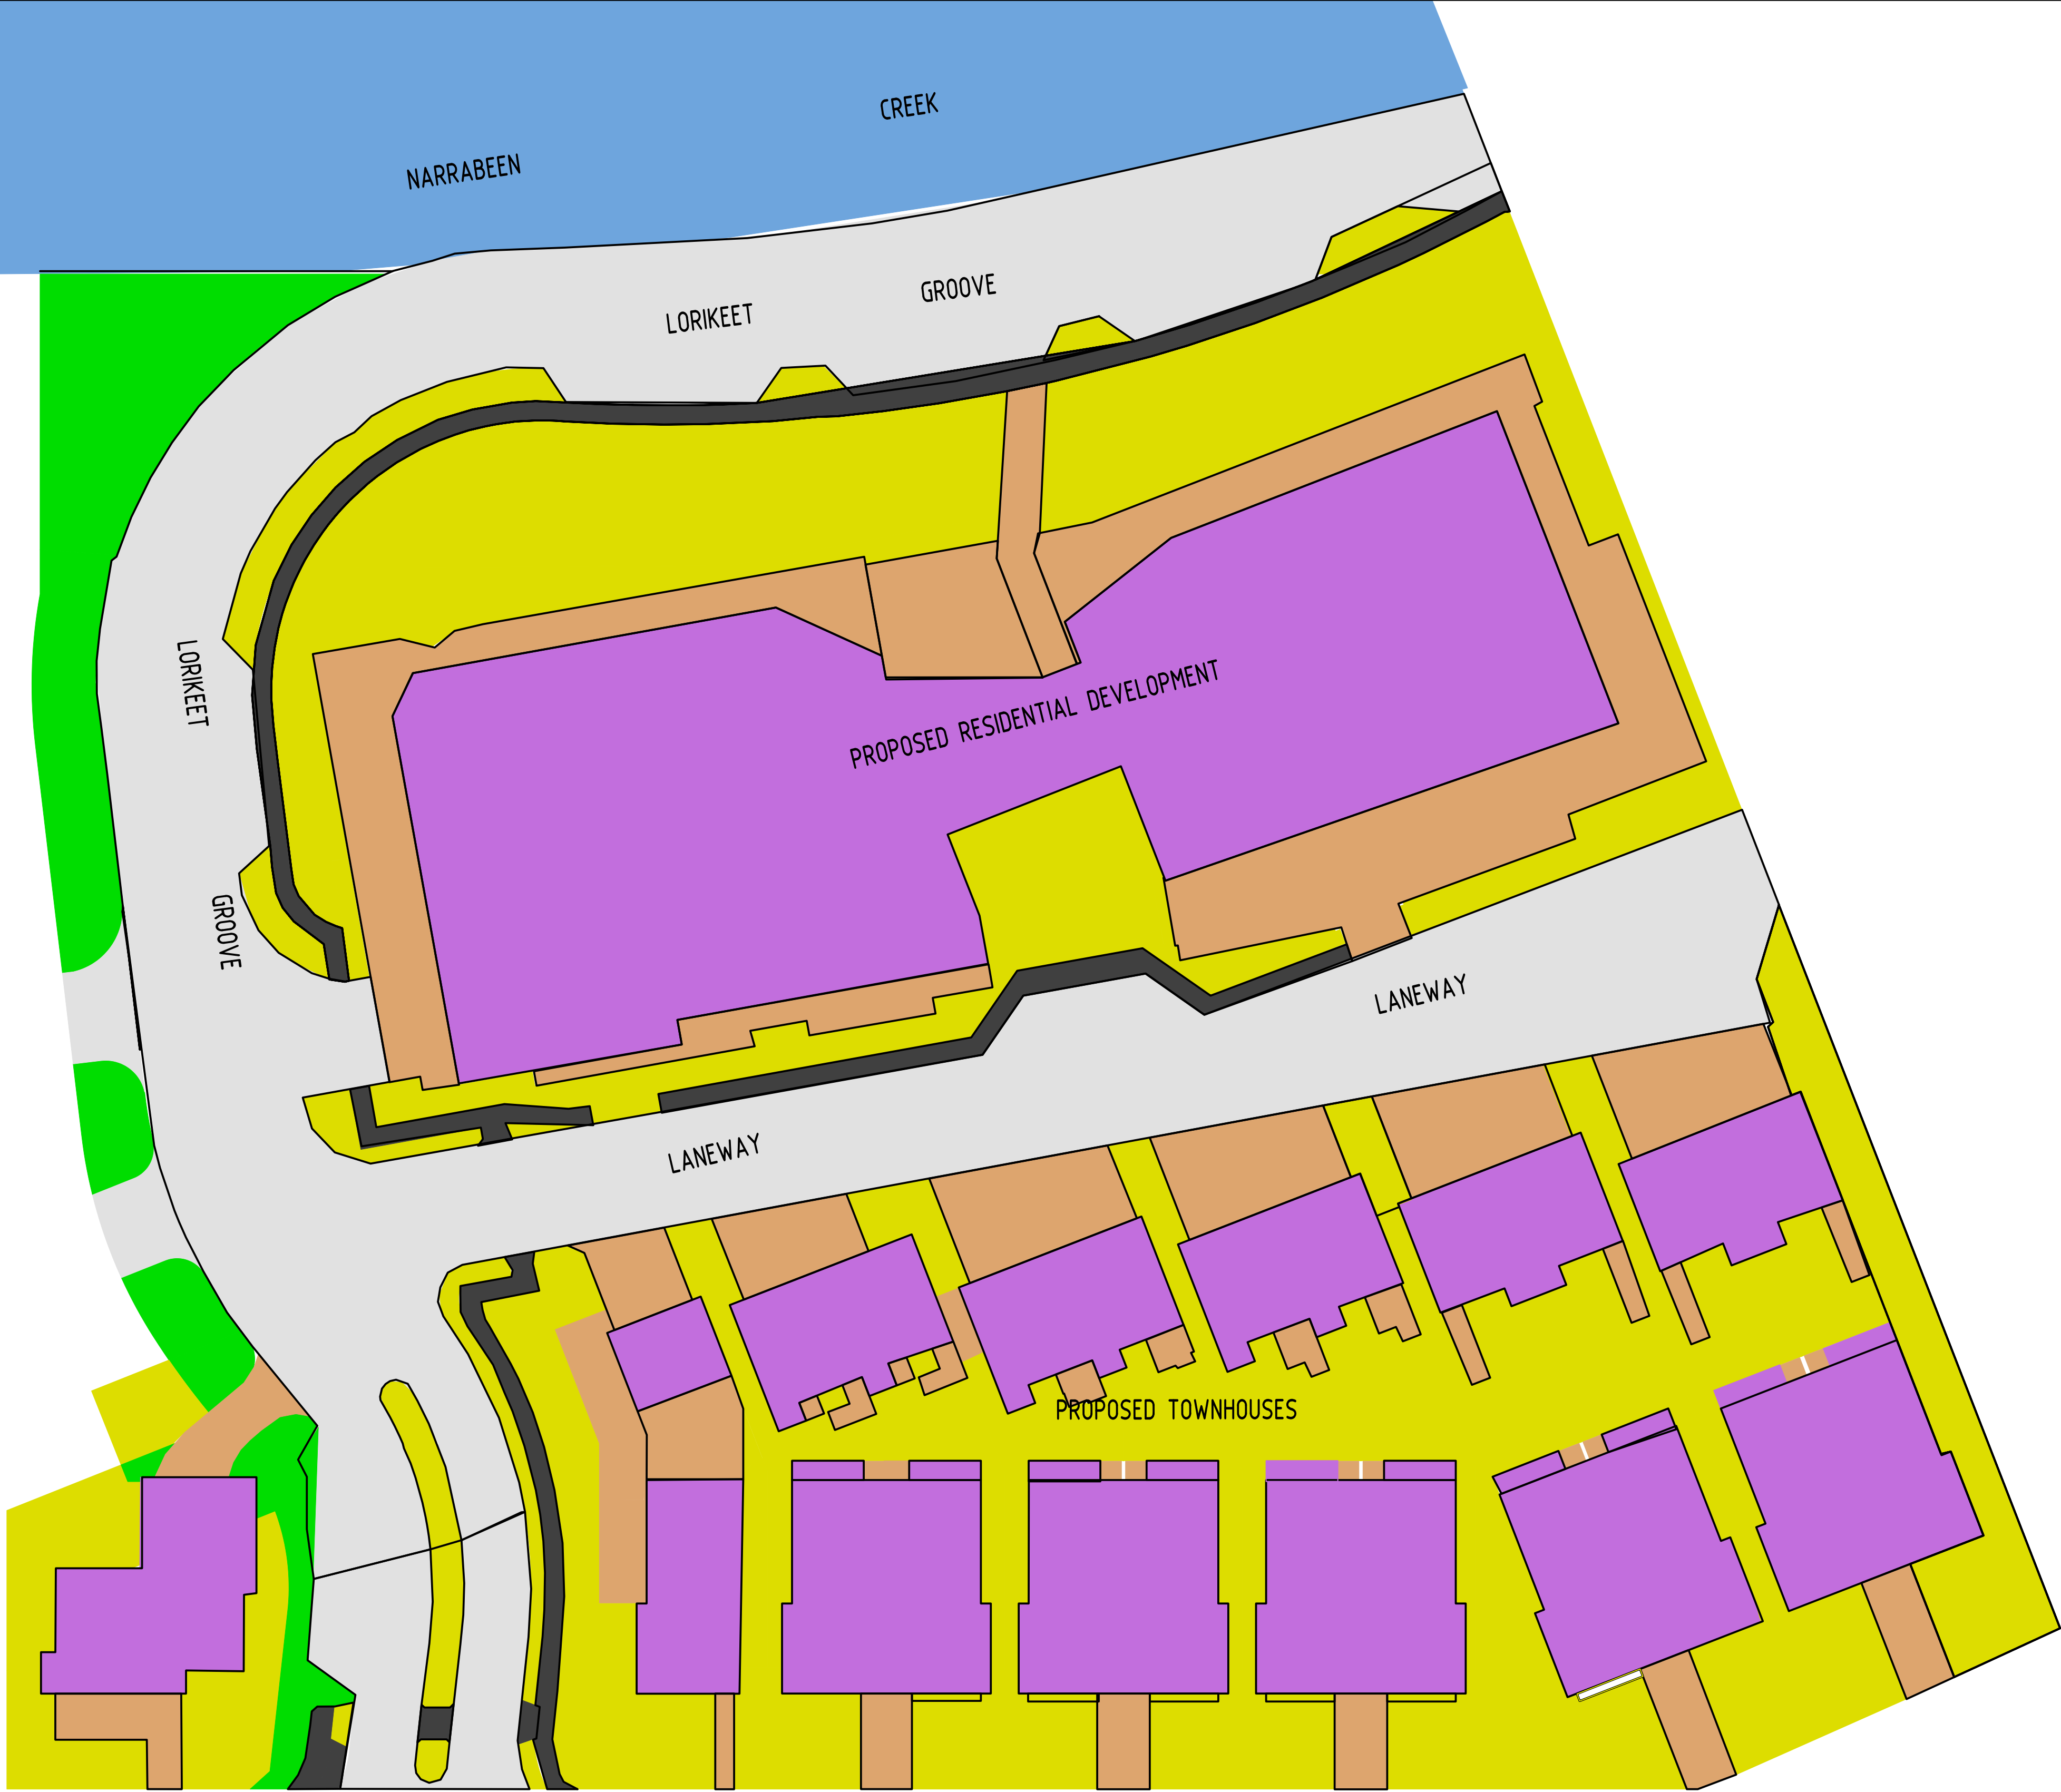 CREEK
NARRABEEN
GROOVE
LORIKEET
LORIKEET
PROPOSED RESIDENTIAL DEVELOPMENT
GROOVE
LANEWAY
LANEWAY
PROPOSED TOWNHOUSES